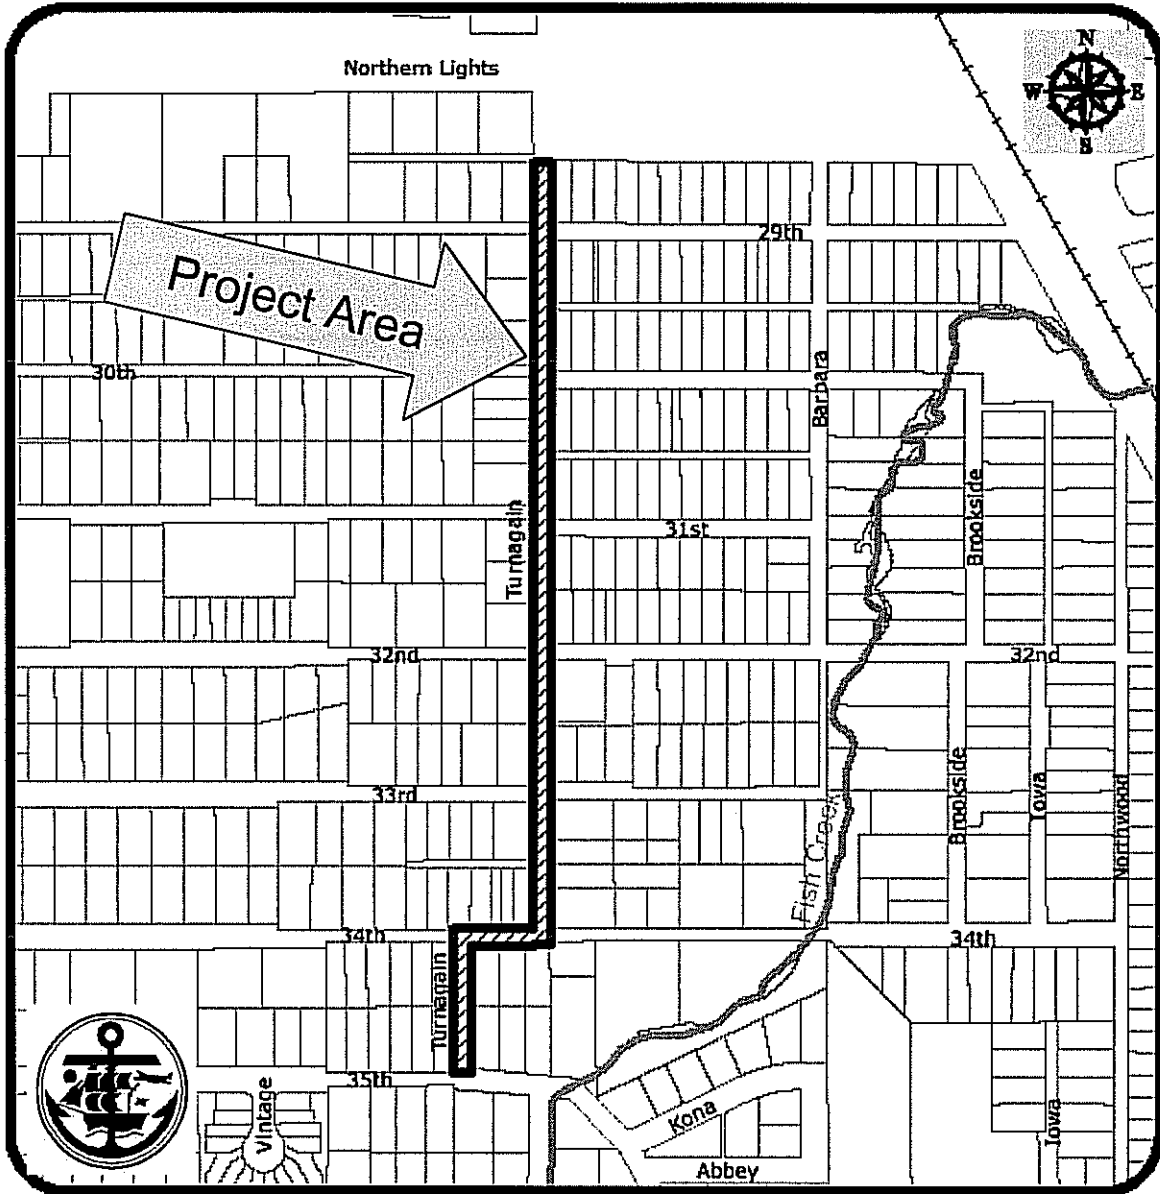 Northern Lights
N
W E
S
29th
Project Area
30th
Barbara
Brookside
Turnagain
31st
32nd
32nd
33rd
Brookside
Iowa
Northwood
Fish Creek
34th
34th
Turnagain
35th
Vintage
Kona
Iowa
Abbey